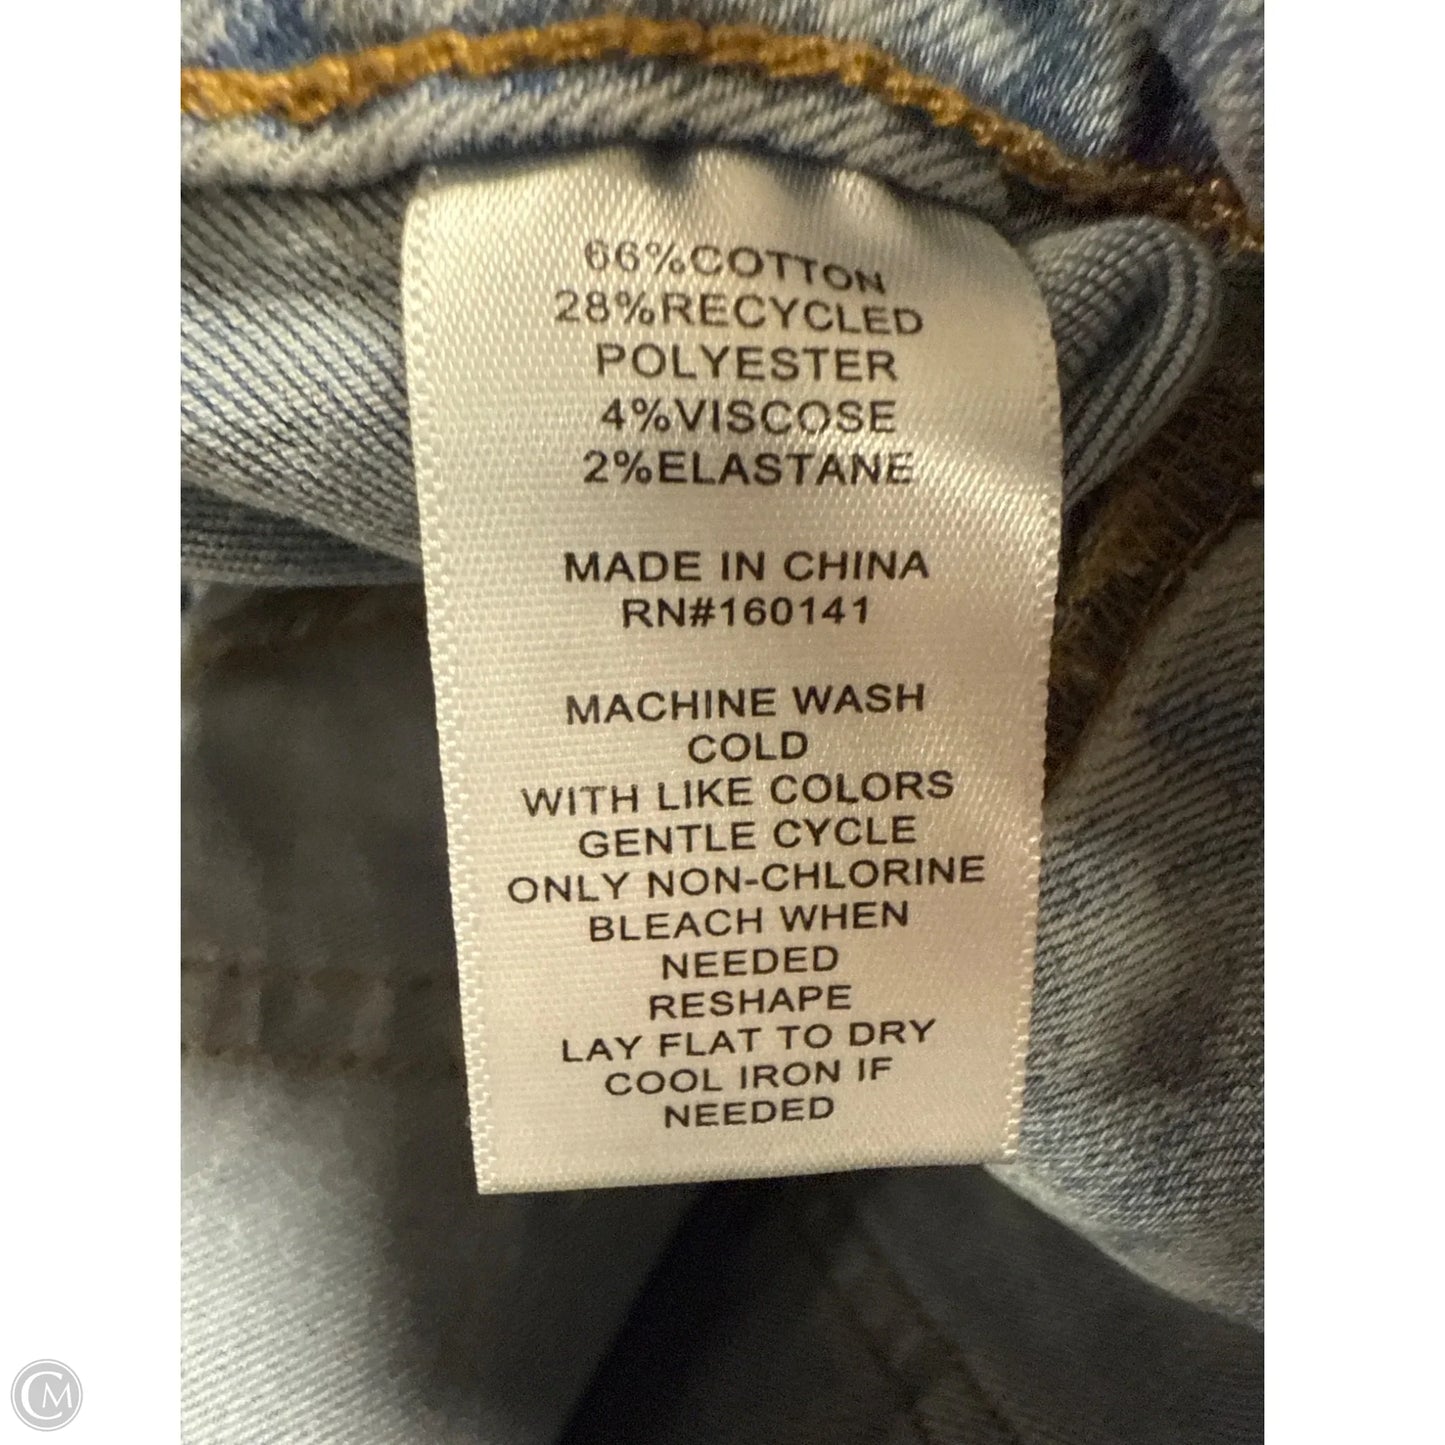 66%COTTON
28%RECYCLED
POLYESTER
4%VISCOSE
2%ELASTANE
MADE IN CHINA
RN#160141
MACHINE WASH
COLD
WITH LIKE COLORS
GENTLE CYCLE
ONLY NON-CHLORINE
BLEACH WHEN
NEEDED
RESHAPE
LAY FLAT TO DRY
COOL IRON IF
NEEDED
CM